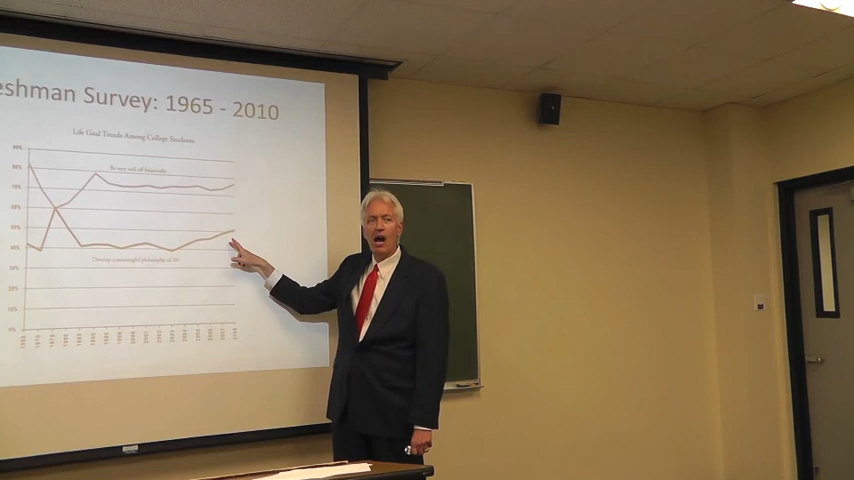 eshman Survey: 1965 - 2010
Life Goal Trends Among College Students
90%
Be very well off financially
70%
60%
50%
40%
Develop a meaningful philosophy of life
30%
20%
10%
0%